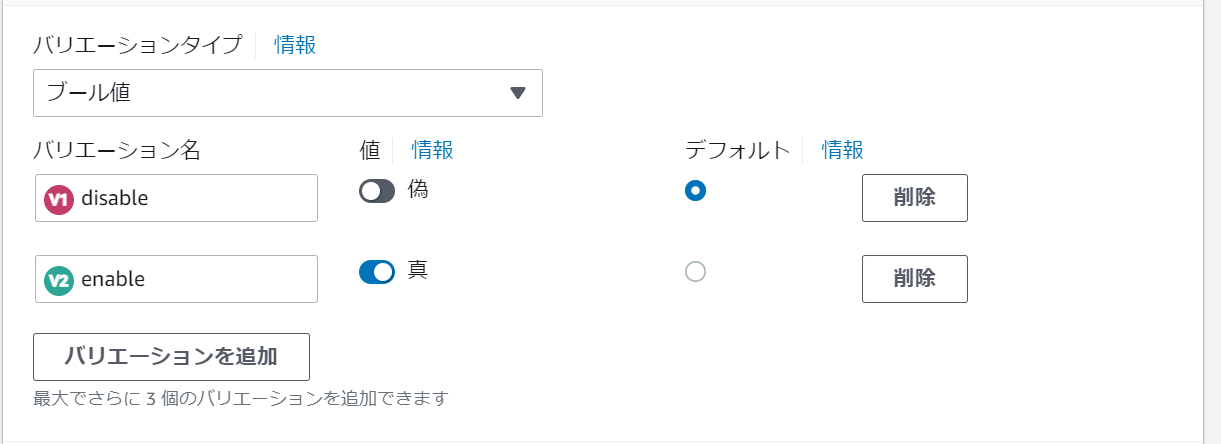 バリエーションタイプ 情報
ブール値
バリエーション名 値 情報 デフォルト 情報
V1 disable 偽 削除
V2 enable 真 削除
バリエーションを追加
最大でさらに 3 個のバリエーションを追加できます